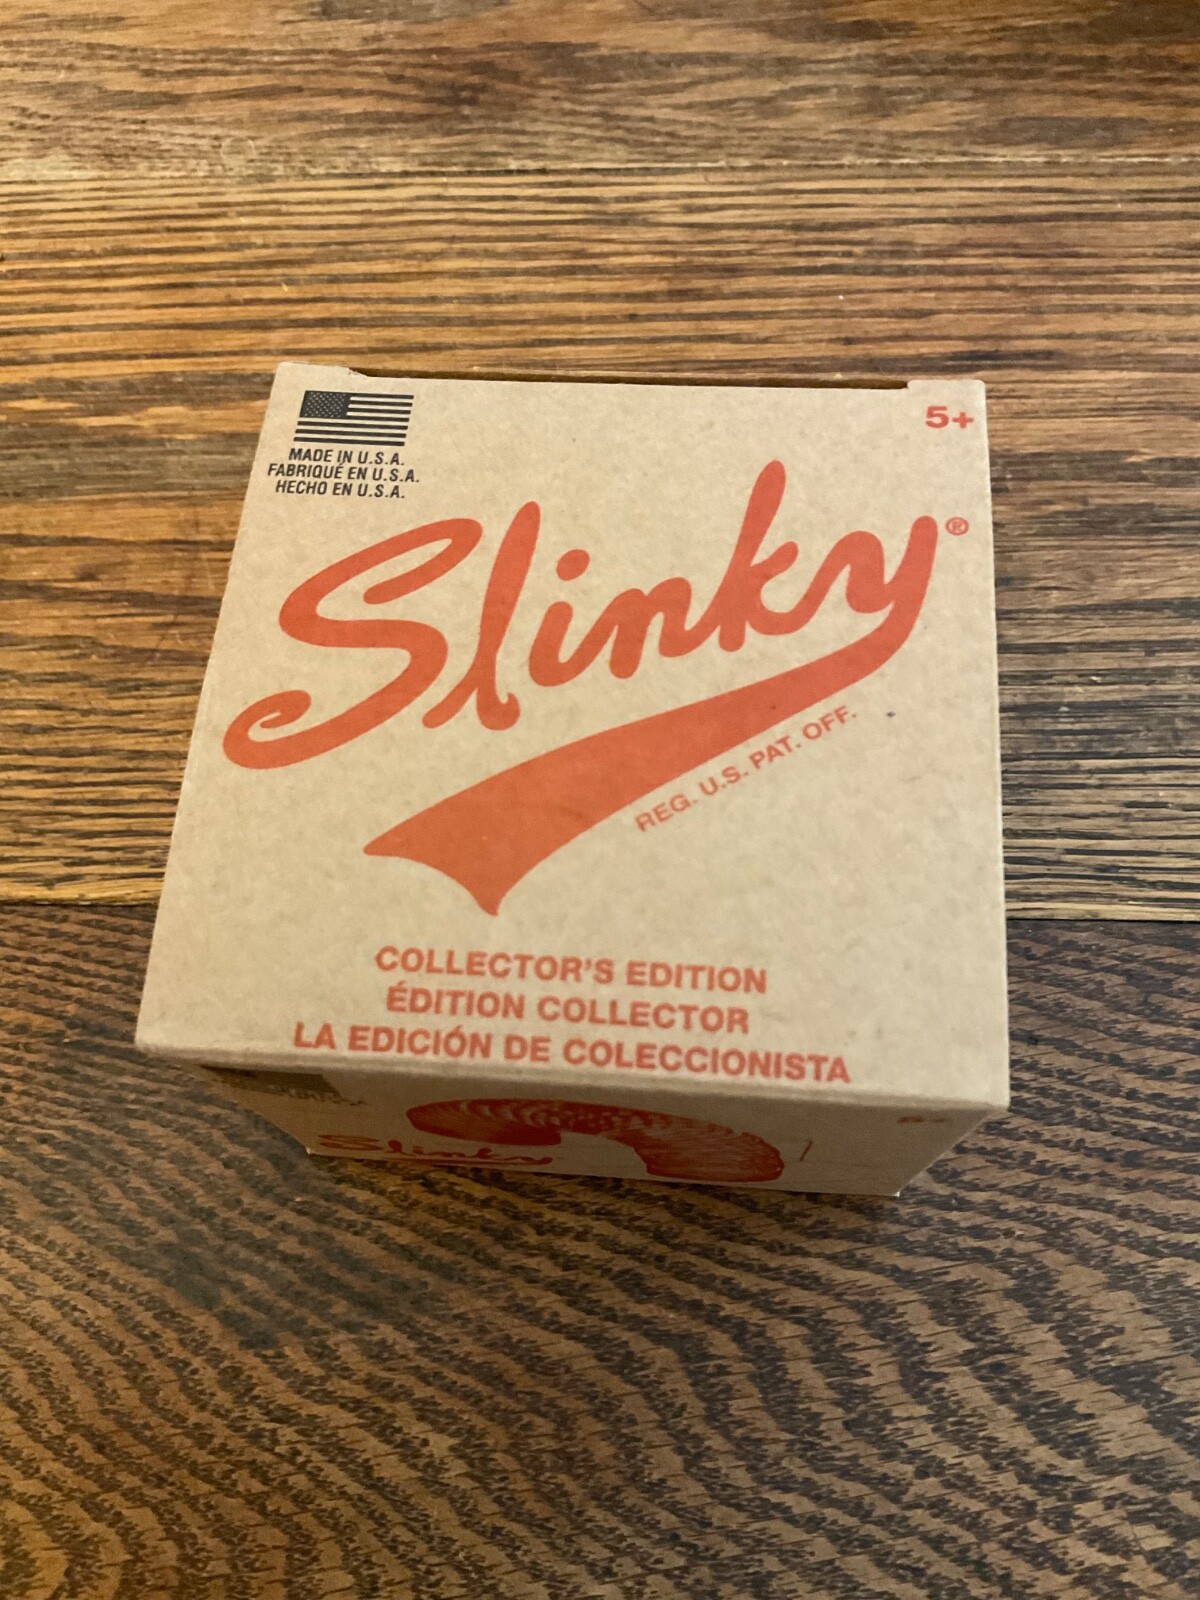 MADE IN U.S.A.
FABRIQUÉ EN U.S.A.
HECHO EN U.S.A.
5+
Slinky®
REG. U.S. PAT. OFF.
COLLECTOR'S EDITION
ÉDITION COLLECTOR
LA EDICIÓN DE COLECCIONISTA
Slinky
5+